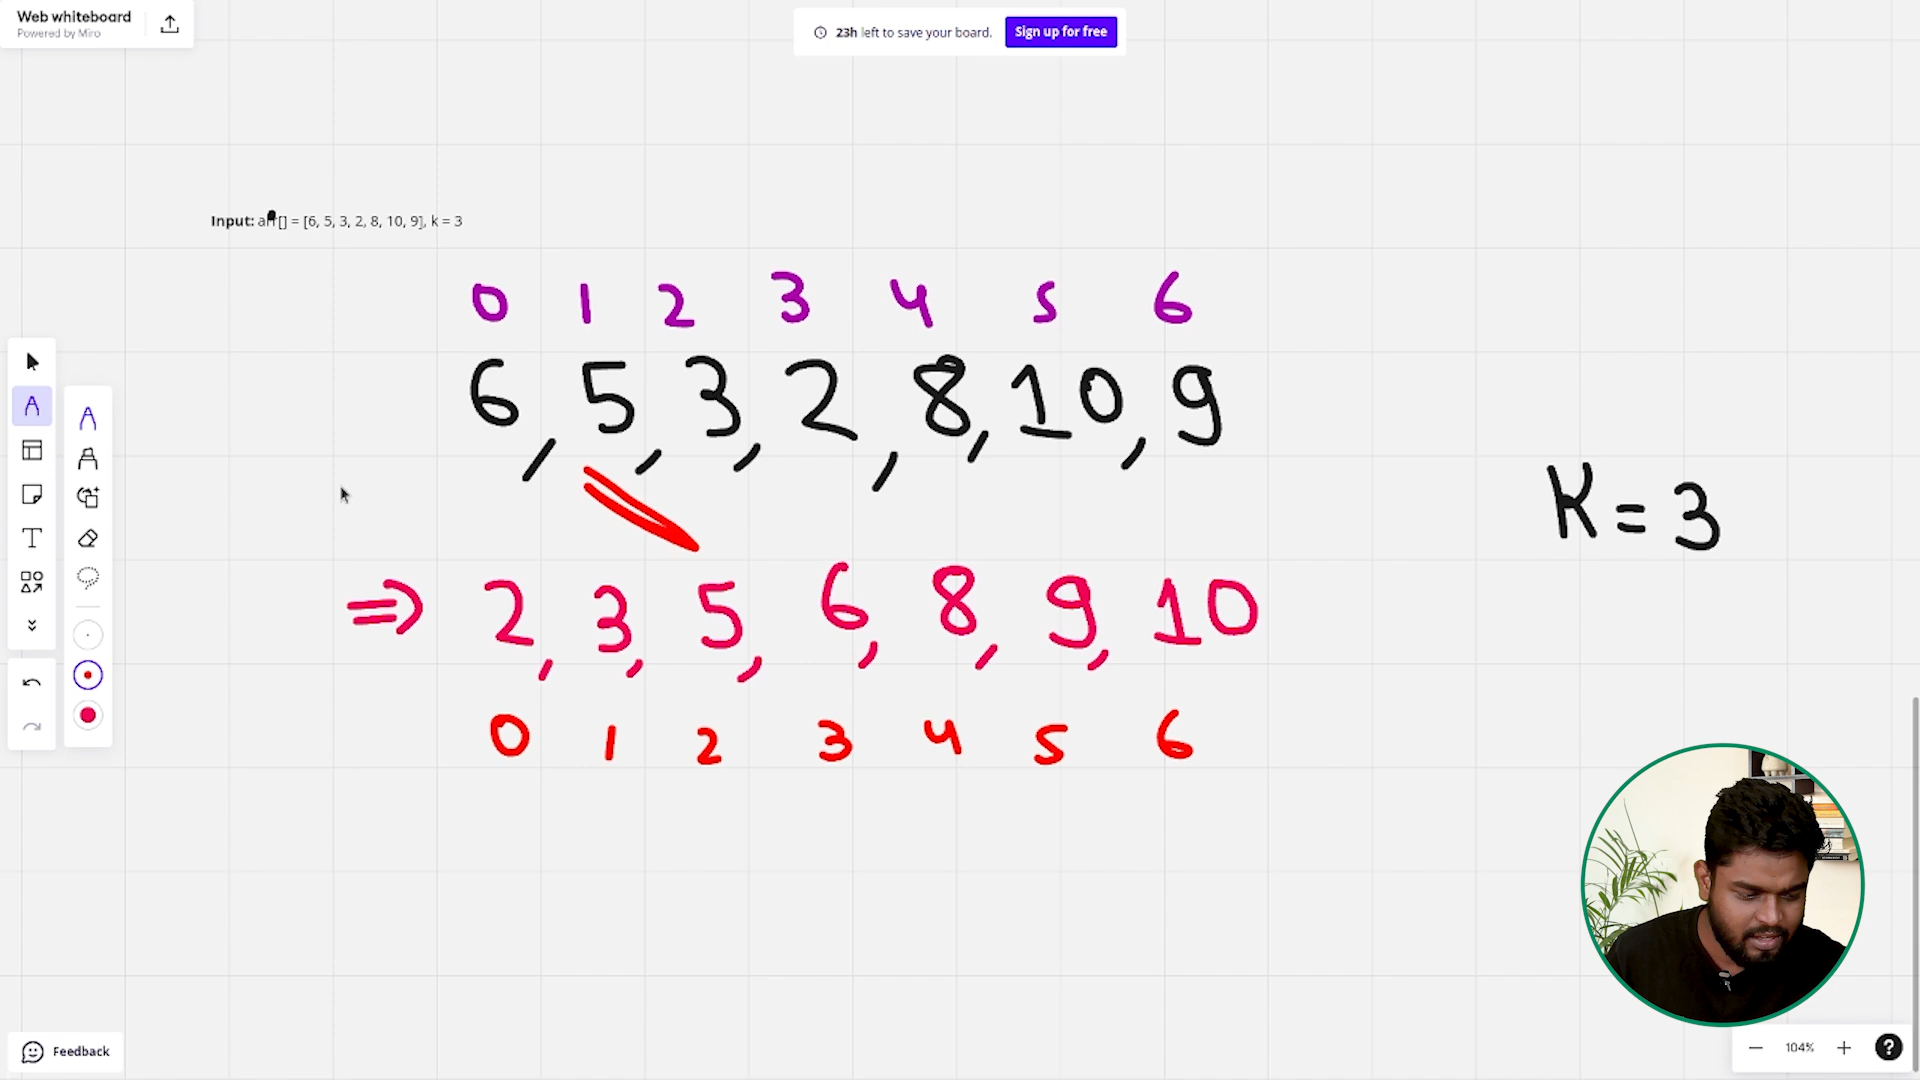 Web whiteboard
Powered by Miro
23h left to save your board.
Sign up for free
Input: arr[] = [6, 5, 3, 2, 8, 10, 9], k = 3
0 1 2 3 4 5 6
6, 5, 3, 2, 8, 10, 9
K = 3
⇒ 2, 3, 5, 6, 8, 9, 10
0 1 2 3 4 5 6
T
Feedback
104%
?